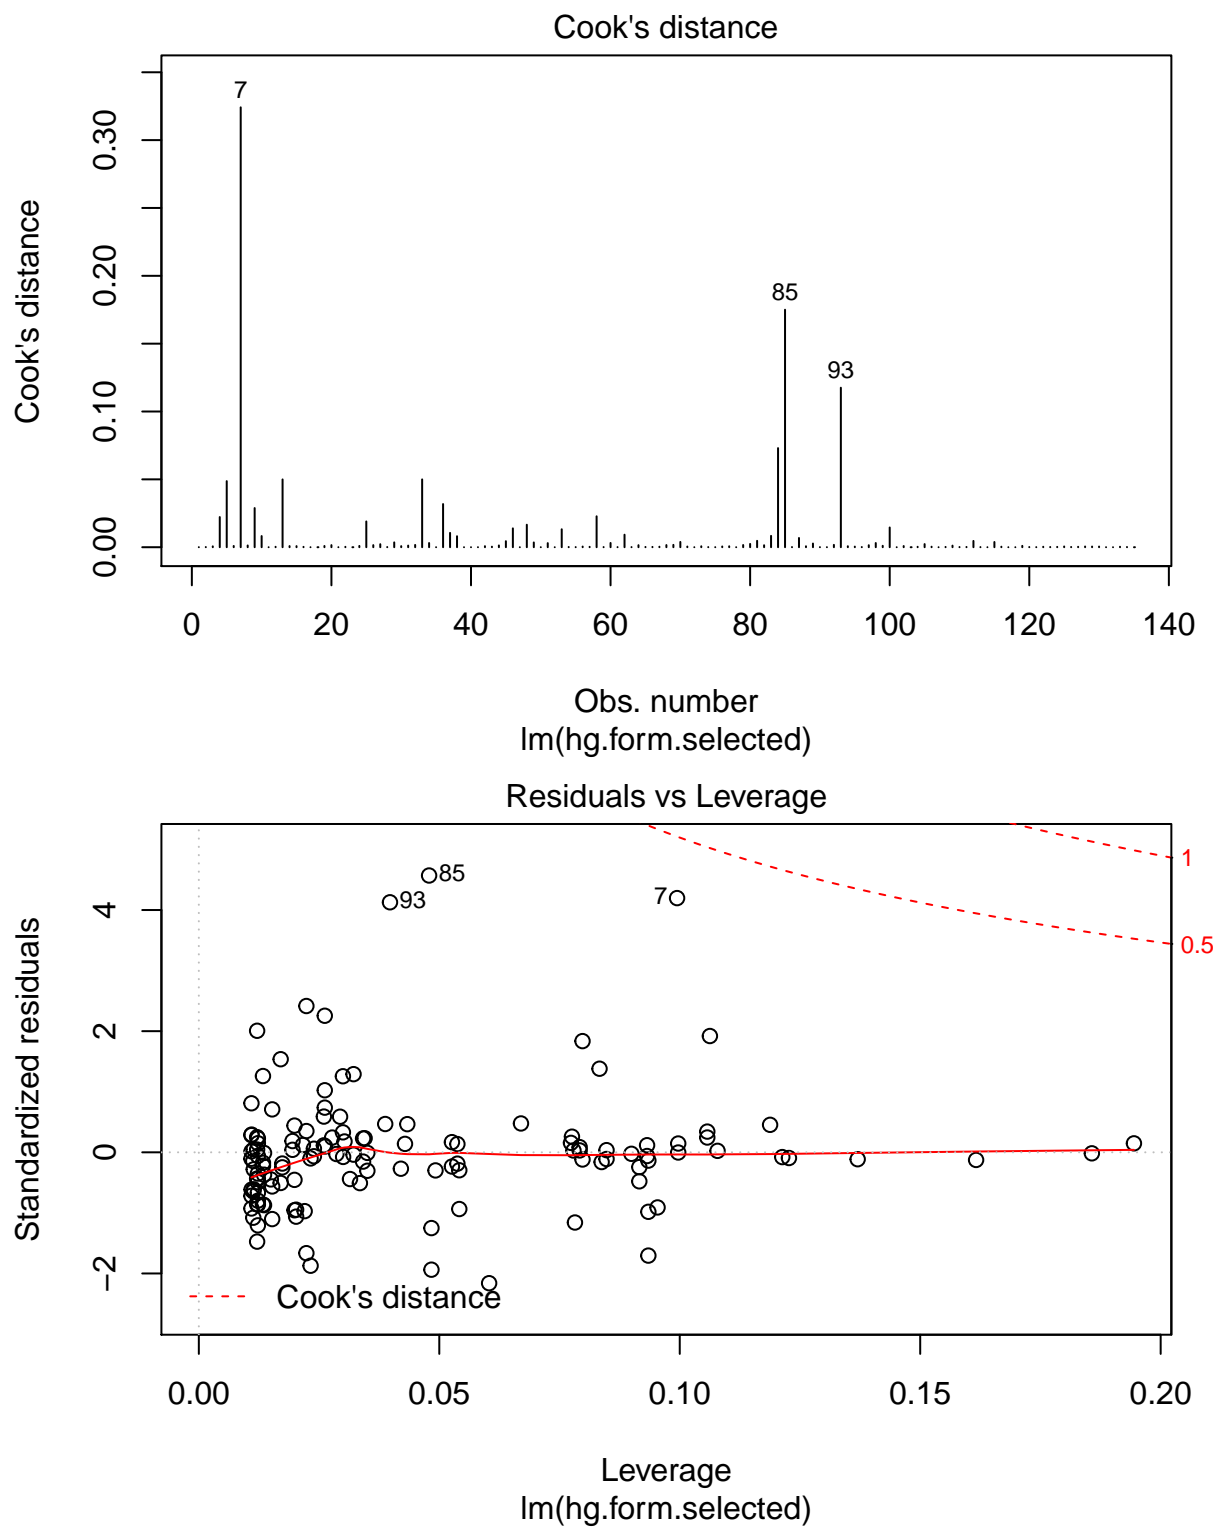 Cook's distance
Cook's distance
0.00
0.10
0.20
0.30
7
85
93
0 20 40 60 80 100 120 140
Obs. number
lm(hg.form.selected)
Residuals vs Leverage
Standardized residuals
−2
0
2
4
85
93
7
1
0.5
Cook's distance
0.00 0.05 0.10 0.15 0.20
Leverage
lm(hg.form.selected)